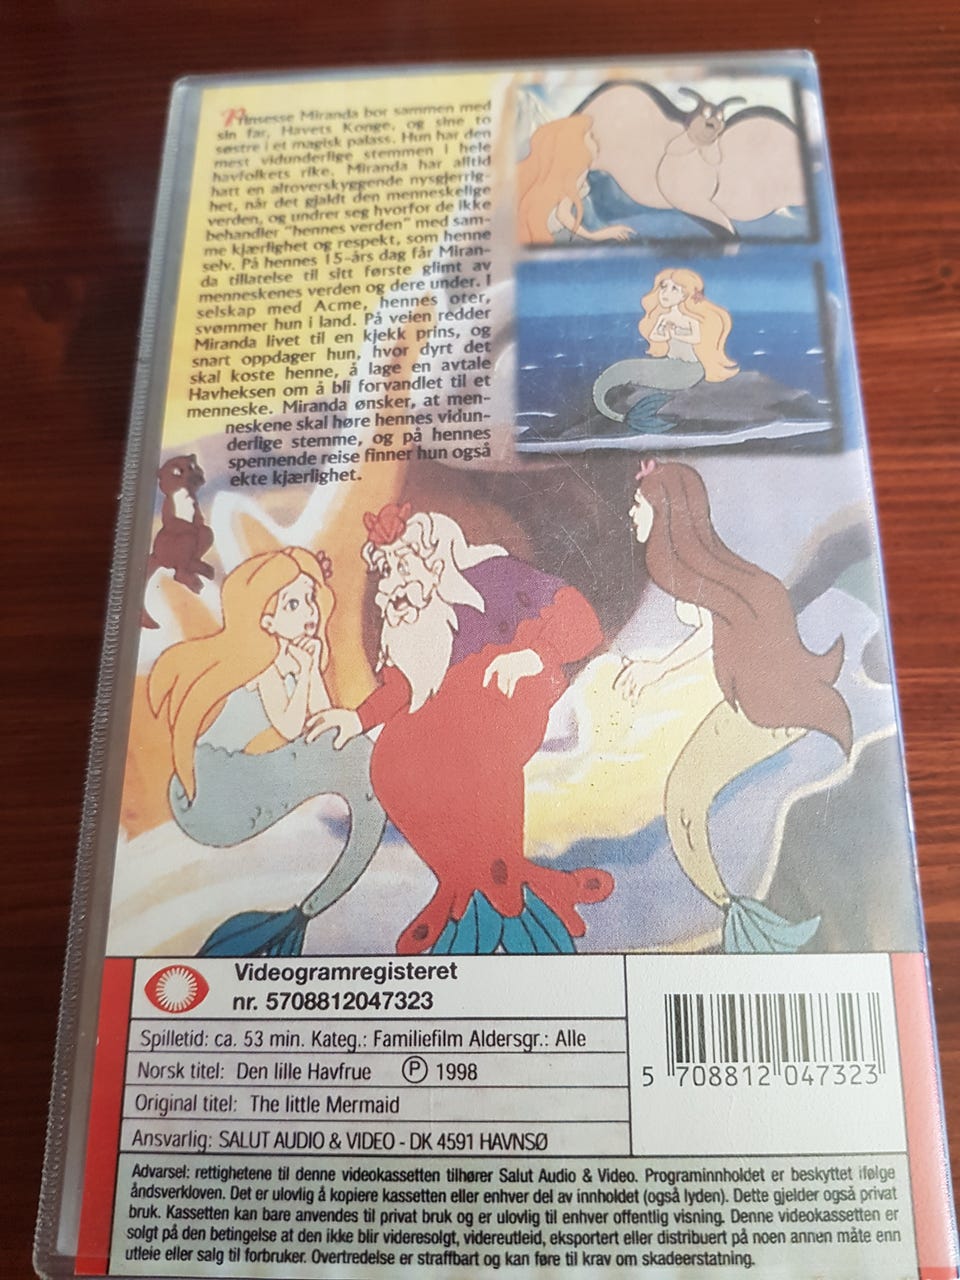 Prinsesse Miranda bor sammen med
sin far, Havets Konge, og sine to
søstre i et magisk palass. Hun har den
mest vidunderlige stemmen i hele
havfolkets rike. Miranda har alltid
hatt en altoverskyggende nysgjerrig-
het, når det gjaldt den menneskelige
verden, og undrer seg hvorfor de ikke
behandler "hennes verden" med sam-
me kjærlighet og respekt, som henne
selv. På hennes 15-års dag får Miran-
da tillatelse til sitt første glimt av
menneskenes verden og dere under. I
selskap med Acme, hennes oter,
svømmer hun i land. På veien redder
Miranda livet til en kjekk prins, og
snart oppdager hun, hvor dyrt det
skal koste henne, å lage en avtale
Havheksen om å bli forvandlet til et
menneske. Miranda ønsker, at men-
neskene skal høre hennes vidun-
derlige stemme, og på hennes
spennende reise finner hun også
ekte kjærlighet.
Videogramregisteret
nr. 5708812047323
Spilletid: ca. 53 min. Kateg.: Familiefilm Aldersgr.: Alle
Norsk titel: Den lille Havfrue Ⓟ 1998
Original titel: The little Mermaid
Ansvarlig: SALUT AUDIO & VIDEO - DK 4591 HAVNSØ
5 708812 047323
Advarsel: rettighetene til denne videokassetten tilhører Salut Audio & Video. Programinnholdet er beskyttet ifølge
åndsverkloven. Det er ulovlig å kopiere kassetten eller enhver del av innholdet (også lyden). Dette gjelder også privat
bruk. Kassetten kan bare anvendes til privat bruk og er ulovlig til enhver offentlig visning. Denne videokassetten er
solgt på den betingelse at den ikke blir videresolgt, videreutleid, eksportert eller distribuert på noen annen måte enn
utleie eller salg til forbruker. Overtredelse er straffbart og kan føre til krav om skadeerstatning.